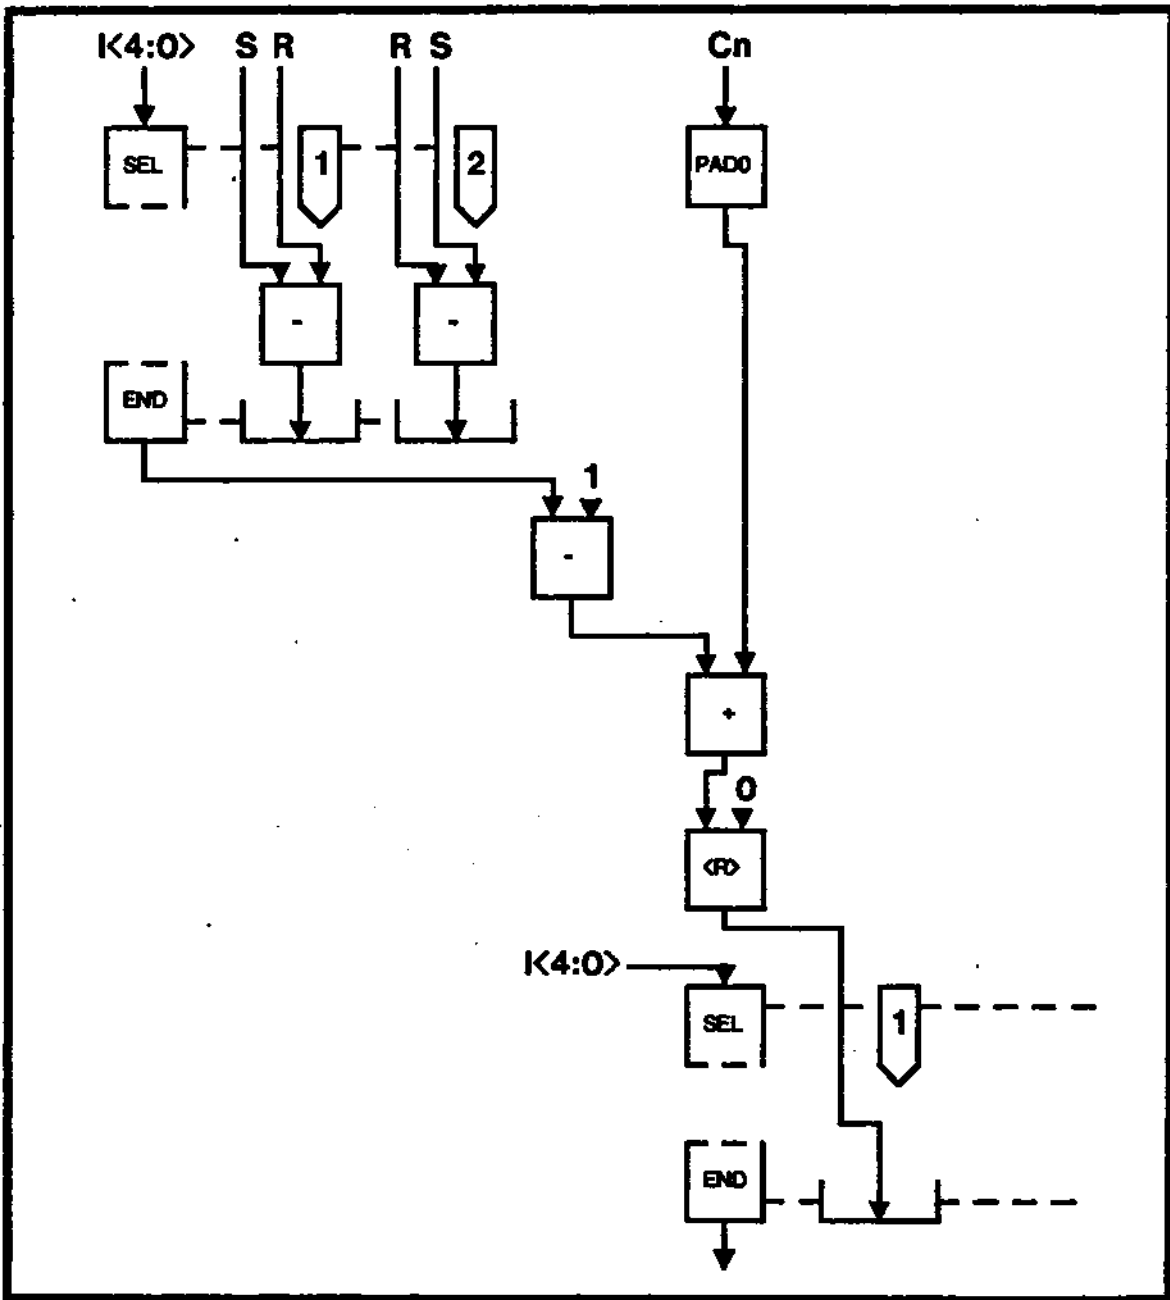 I<4:0> S R R S Cn
SEL 1 2 PAD0
- -
END
1
-
+
0
<R>
I<4:0>
SEL 1
END